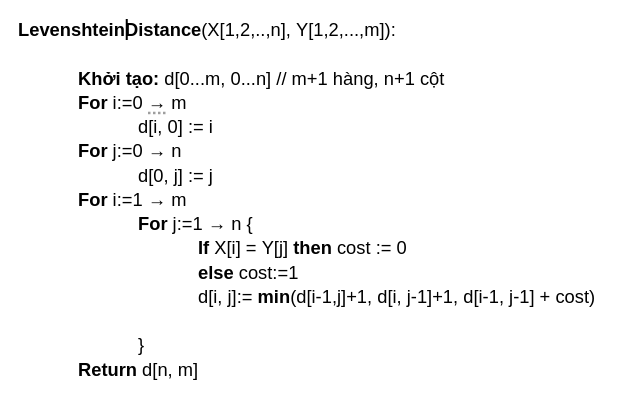 LevenshteinDistance(X[1,2,..,n], Y[1,2,...,m]):
Khởi tạo: d[0...m, 0...n] // m+1 hàng, n+1 cột
For i:=0 → m
d[i, 0] := i
For j:=0 → n
d[0, j] := j
For i:=1 → m
For j:=1 → n {
If X[i] = Y[j] then cost := 0
else cost:=1
d[i, j]:= min(d[i-1,j]+1, d[i, j-1]+1, d[i-1, j-1] + cost)
}
Return d[n, m]